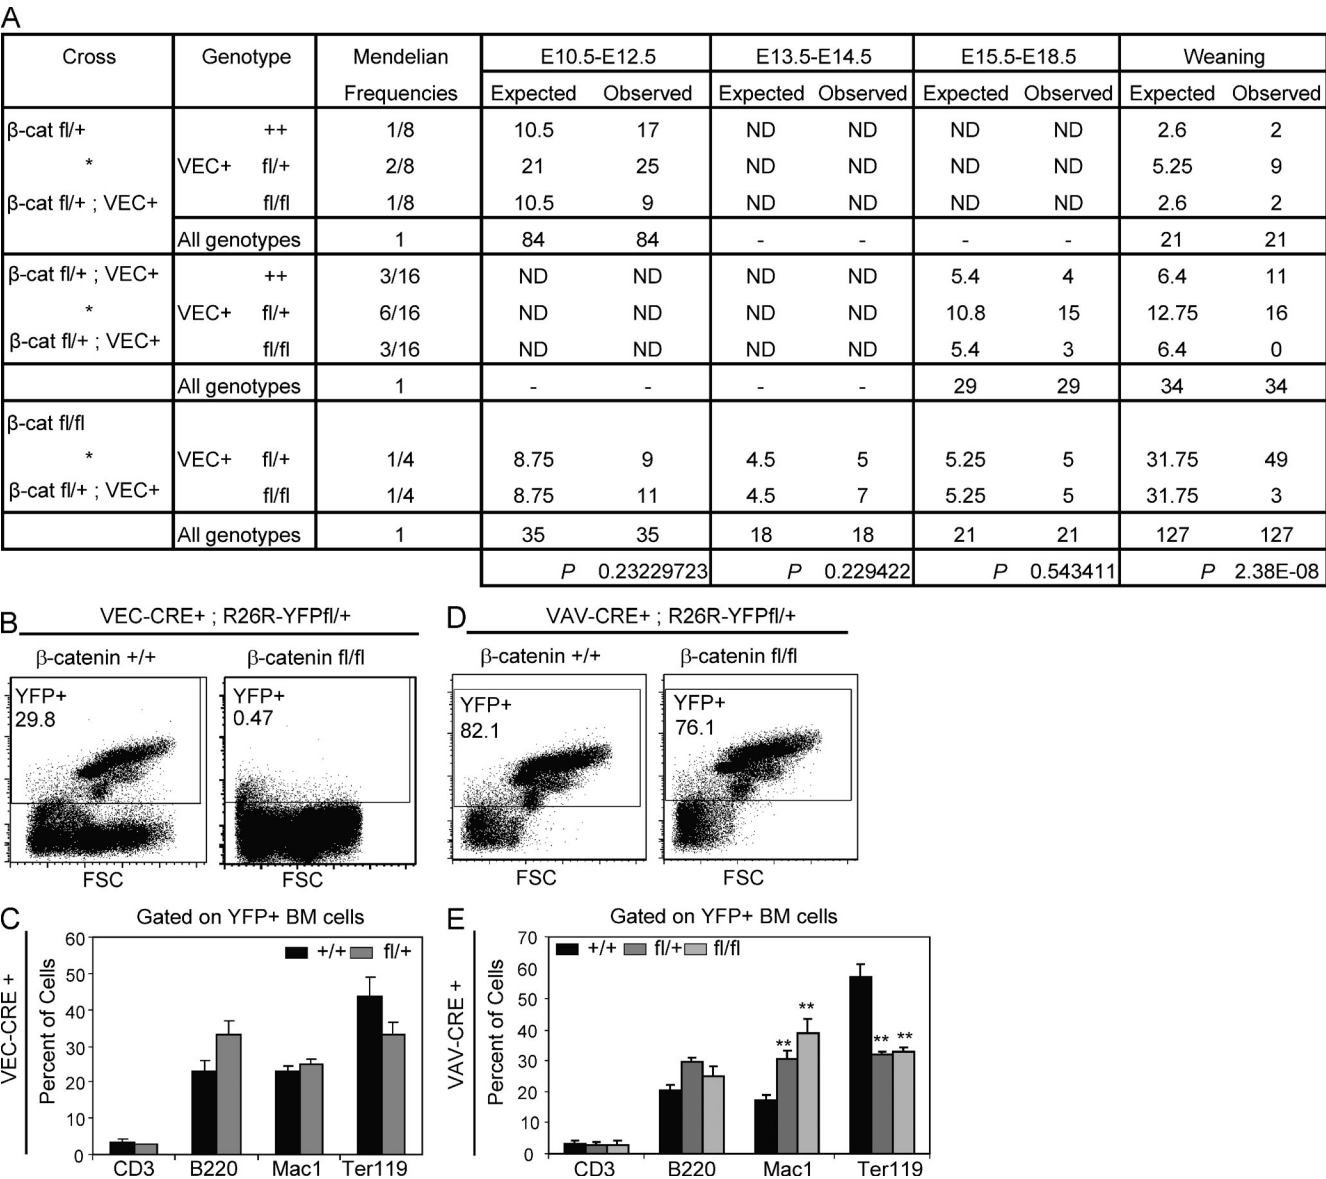 A
Cross Genotype Mendelian Frequencies E10.5-E12.5 E13.5-E14.5 E15.5-E18.5 Weaning
Expected Observed Expected Observed Expected Observed Expected Observed
β-cat fl/+ ++ 1/8 10.5 17 ND ND ND ND 2.6 2
* VEC+ fl/+ 2/8 21 25 ND ND ND ND 5.25 9
β-cat fl/+ ; VEC+ fl/fl 1/8 10.5 9 ND ND ND ND 2.6 2
All genotypes 1 84 84 - - - - 21 21
β-cat fl/+ ; VEC+ ++ 3/16 ND ND ND ND 5.4 4 6.4 11
* VEC+ fl/+ 6/16 ND ND ND ND 10.8 15 12.75 16
β-cat fl/+ ; VEC+ fl/fl 3/16 ND ND ND ND 5.4 3 6.4 0
All genotypes 1 - - - - 29 29 34 34
β-cat fl/fl
* VEC+ fl/+ 1/4 8.75 9 4.5 5 5.25 5 31.75 49
β-cat fl/+ ; VEC+ fl/fl 1/4 8.75 11 4.5 7 5.25 5 31.75 3
All genotypes 1 35 35 18 18 21 21 127 127
P 0.23229723 P 0.229422 P 0.543411 P 2.38E-08
B
VEC-CRE+ ; R26R-YFPfl/+
β-catenin +/+ β-catenin fl/fl
YFP+
29.8
YFP+
0.47
FSC FSC
D
VAV-CRE+ ; R26R-YFPfl/+
β-catenin +/+ β-catenin fl/fl
YFP+
82.1
YFP+
76.1
FSC FSC
C
Gated on YFP+ BM cells
VEC-CRE +
Percent of Cells
60
50
40
30
20
10
0
+/+ fl/+
CD3 B220 Mac1 Ter119
E
Gated on YFP+ BM cells
VAV-CRE +
Percent of Cells
70
60
50
40
30
20
10
0
+/+ fl/+ fl/fl
** ** ** **
CD3 B220 Mac1 Ter119